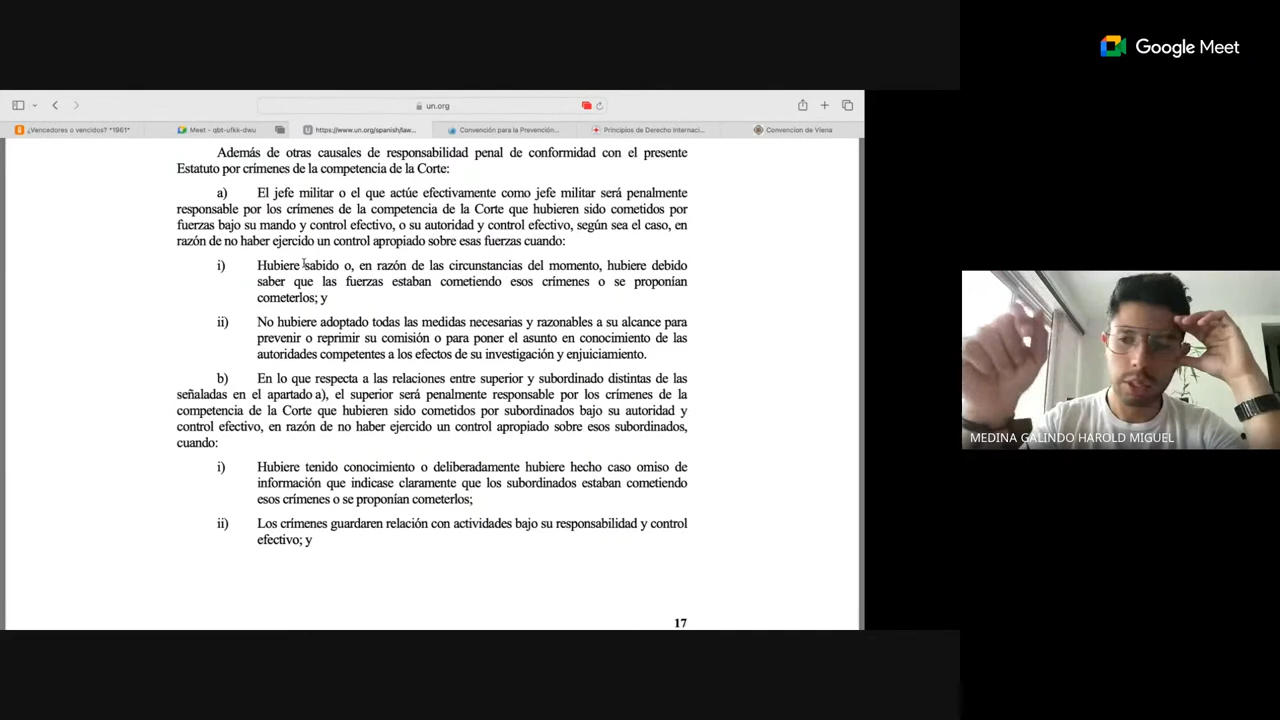 Google Meet
un.org
¿Vencedores o vencidos? *1961*
Meet - qbt-ufkk-dwu
https://www.un.org/spanish/law...
Convención para la Prevención...
Principios de Derecho Internaci...
Convencion de Viena
Además de otras causales de responsabilidad penal de conformidad con el presente
Estatuto por crímenes de la competencia de la Corte:
a) El jefe militar o el que actúe efectivamente como jefe militar será penalmente
responsable por los crímenes de la competencia de la Corte que hubieren sido cometidos por
fuerzas bajo su mando y control efectivo, o su autoridad y control efectivo, según sea el caso, en
razón de no haber ejercido un control apropiado sobre esas fuerzas cuando:
i) Hubiere sabido o, en razón de las circunstancias del momento, hubiere debido
saber que las fuerzas estaban cometiendo esos crímenes o se proponían
cometerlos; y
ii) No hubiere adoptado todas las medidas necesarias y razonables a su alcance para
prevenir o reprimir su comisión o para poner el asunto en conocimiento de las
autoridades competentes a los efectos de su investigación y enjuiciamiento.
b) En lo que respecta a las relaciones entre superior y subordinado distintas de las
señaladas en el apartado a), el superior será penalmente responsable por los crímenes de la
competencia de la Corte que hubieren sido cometidos por subordinados bajo su autoridad y
control efectivo, en razón de no haber ejercido un control apropiado sobre esos subordinados,
cuando:
i) Hubiere tenido conocimiento o deliberadamente hubiere hecho caso omiso de
información que indicase claramente que los subordinados estaban cometiendo
esos crímenes o se proponían cometerlos;
ii) Los crímenes guardaren relación con actividades bajo su responsabilidad y control
efectivo; y
17
MEDINA GALINDO HAROLD MIGUEL